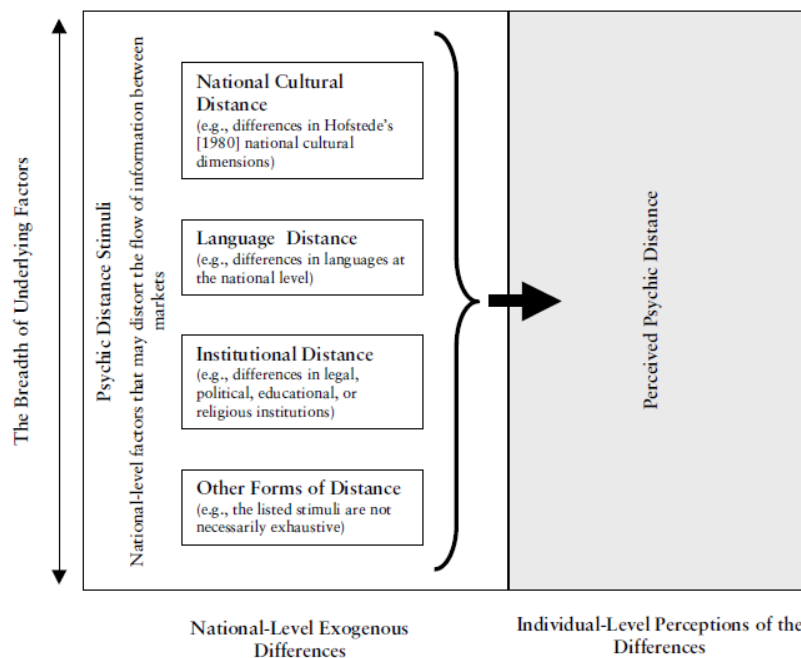 The Breadth of Underlying Factors
Psychic Distance Stimuli
National-level factors that may distort the flow of information between
markets
National Cultural
Distance
(e.g., differences in Hofstede's
[1980] national cultural
dimensions)
Language Distance
(e.g., differences in languages at
the national level)
Institutional Distance
(e.g., differences in legal,
political, educational, or
religious institutions)
Other Forms of Distance
(e.g., the listed stimuli are not
necessarily exhaustive)
Perceived Psychic Distance
National-Level Exogenous
Differences
Individual-Level Perceptions of the
Differences